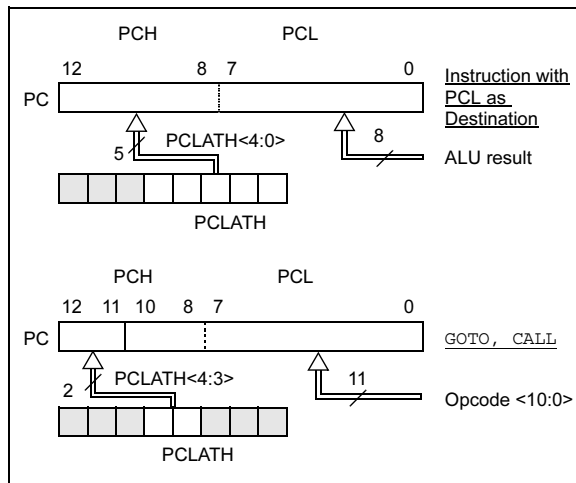 PCH PCL
12 8 7 0
PC
Instruction with
PCL as
Destination
5 PCLATH<4:0> 8
ALU result
PCLATH
PCH PCL
12 11 10 8 7 0
PC
GOTO, CALL
2 PCLATH<4:3> 11
Opcode <10:0>
PCLATH